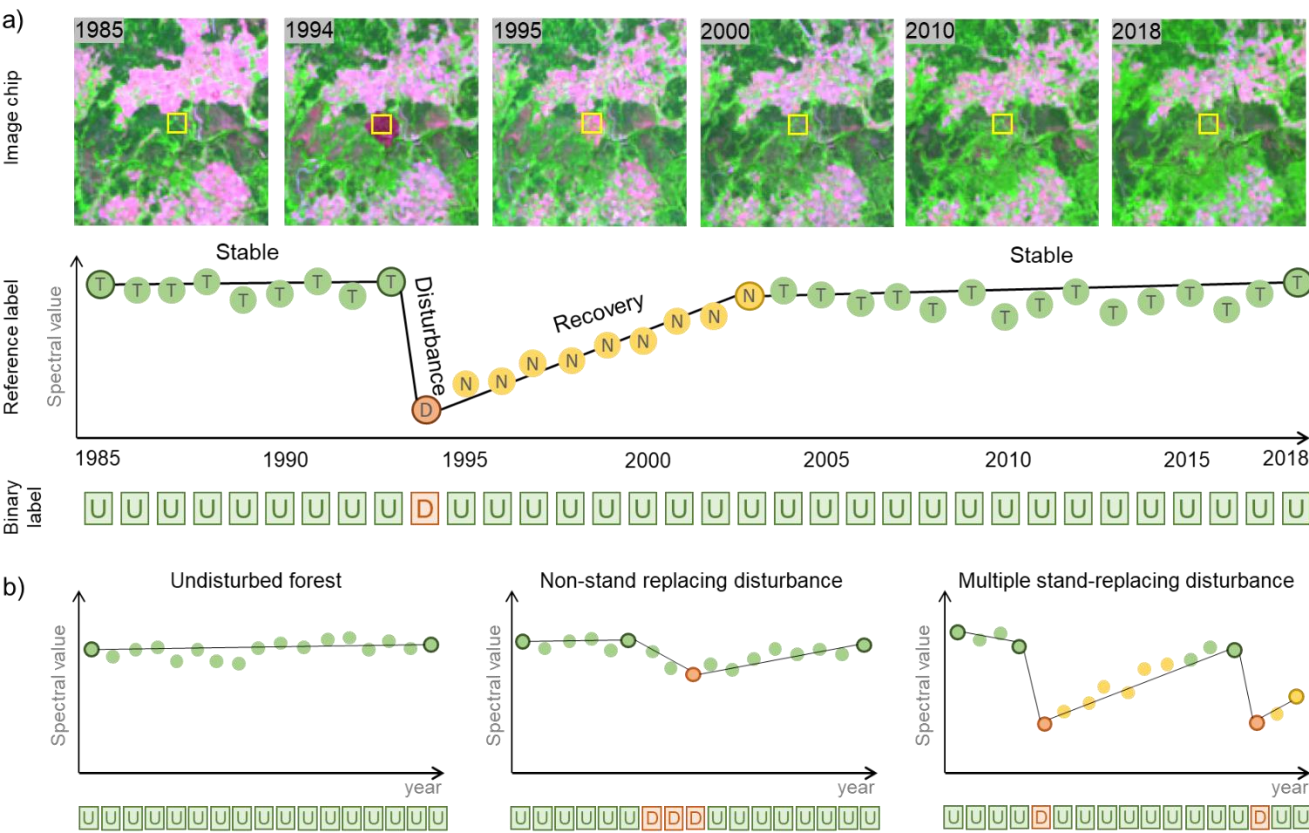 a)
Image chip
1985
1994
1995
2000
2010
2018
Reference label
Spectral value
Stable
Disturbance
Recovery
Stable
T T T T T T T T T D N N N N N N N N N T T T T T T T T T T T T T T T
1985 1990 1995 2000 2005 2010 2015 2018
Binary
label
U U U U U U U U U D U U U U U U U U U U U U U U U U U U U U U U U U
b)
Undisturbed forest
Spectral value
year
U U U U U U U U U U U U U U U U U
Non-stand replacing disturbance
Spectral value
year
U U U U U U D D D U U U U U U U U
Multiple stand-replacing disturbance
Spectral value
year
U U U U D U U U U U U U U U D U U